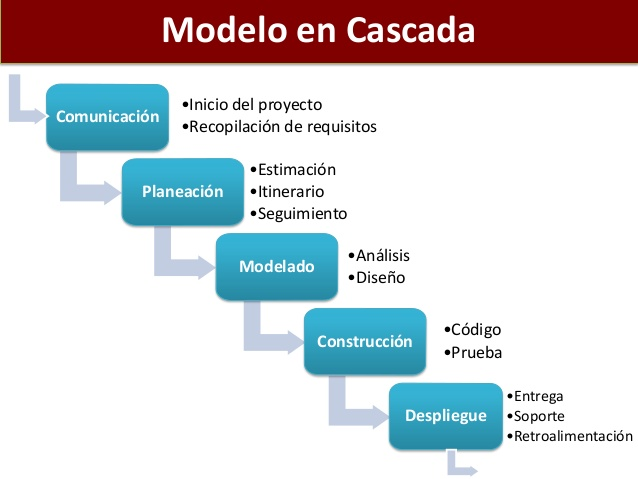 Modelo en Cascada
Comunicación
•Inicio del proyecto
•Recopilación de requisitos
Planeación
•Estimación
•Itinerario
•Seguimiento
Modelado
•Análisis
•Diseño
Construcción
•Código
•Prueba
Despliegue
•Entrega
•Soporte
•Retroalimentación